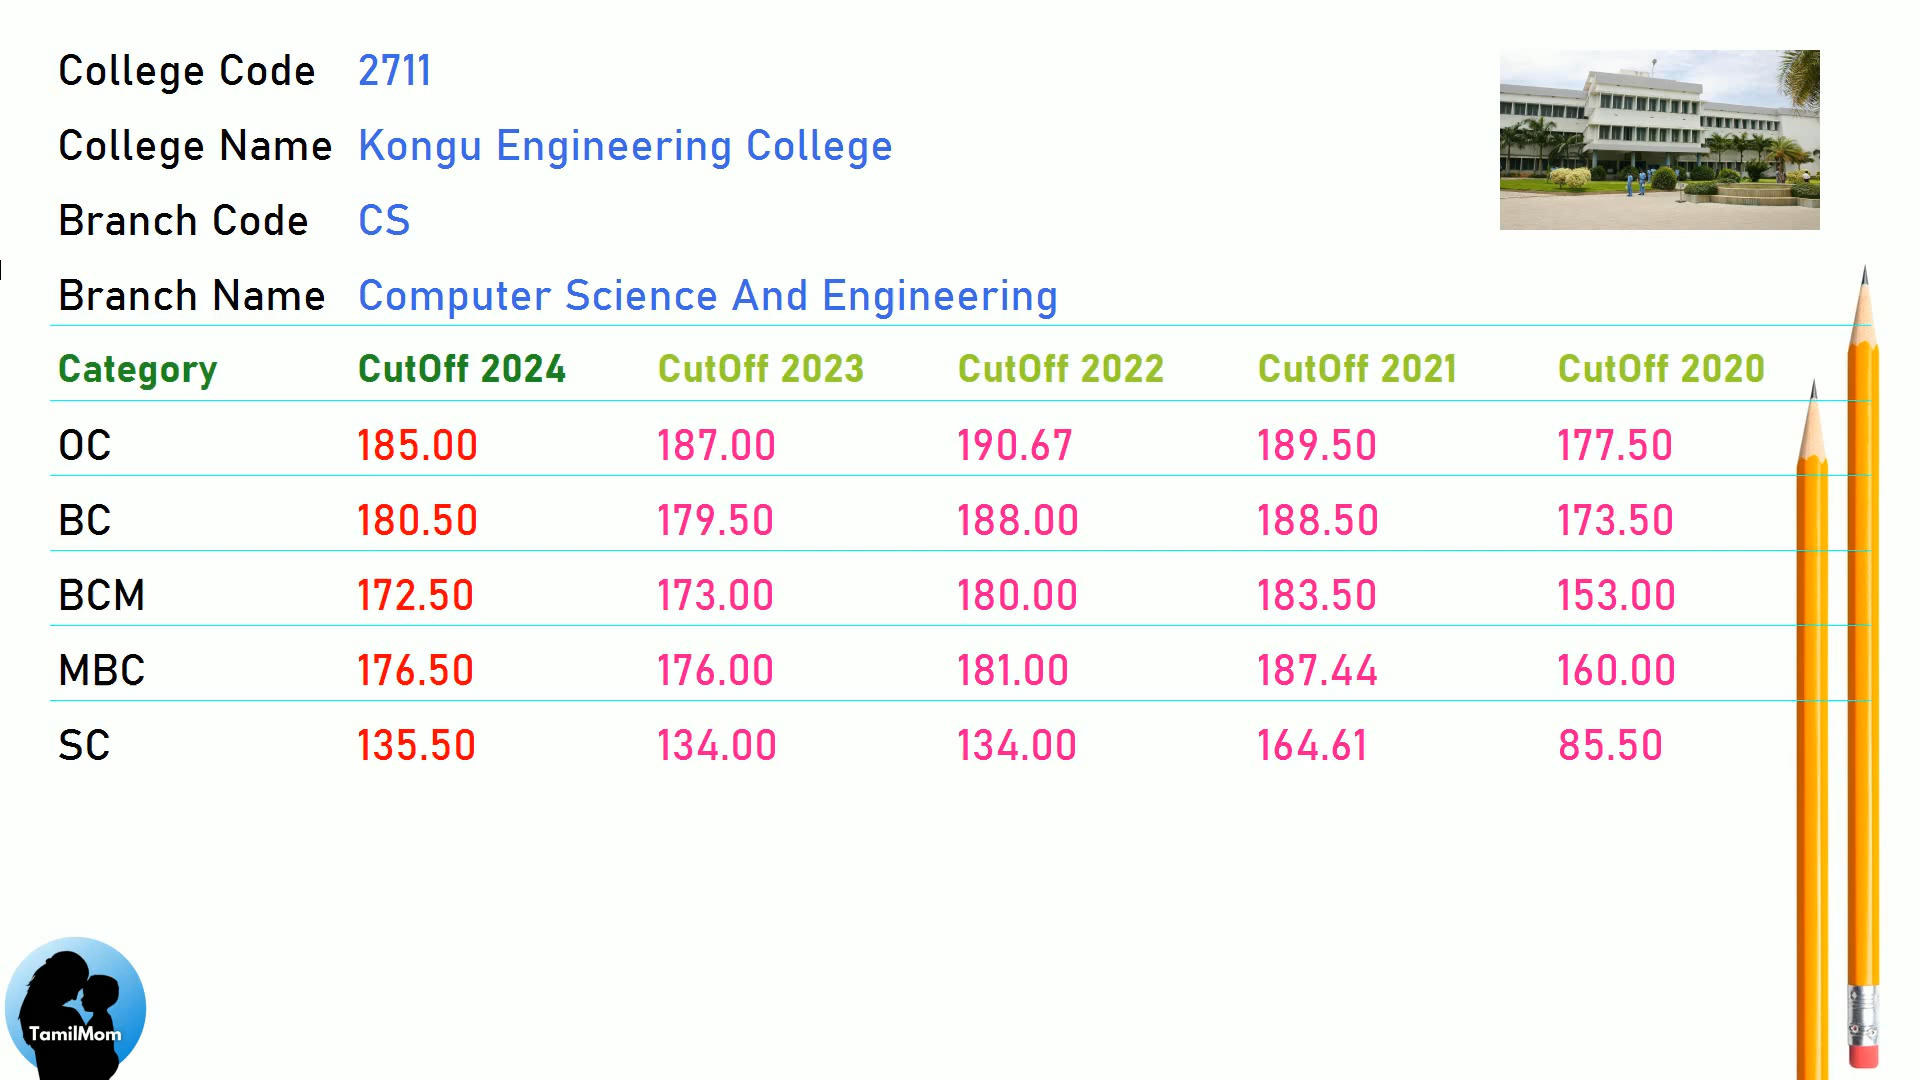 College Code 2711
College Name Kongu Engineering College
Branch Code CS
Branch Name Computer Science And Engineering
Category CutOff 2024 CutOff 2023 CutOff 2022 CutOff 2021 CutOff 2020
OC 185.00 187.00 190.67 189.50 177.50
BC 180.50 179.50 188.00 188.50 173.50
BCM 172.50 173.00 180.00 183.50 153.00
MBC 176.50 176.00 181.00 187.44 160.00
SC 135.50 134.00 134.00 164.61 85.50
TamilMom